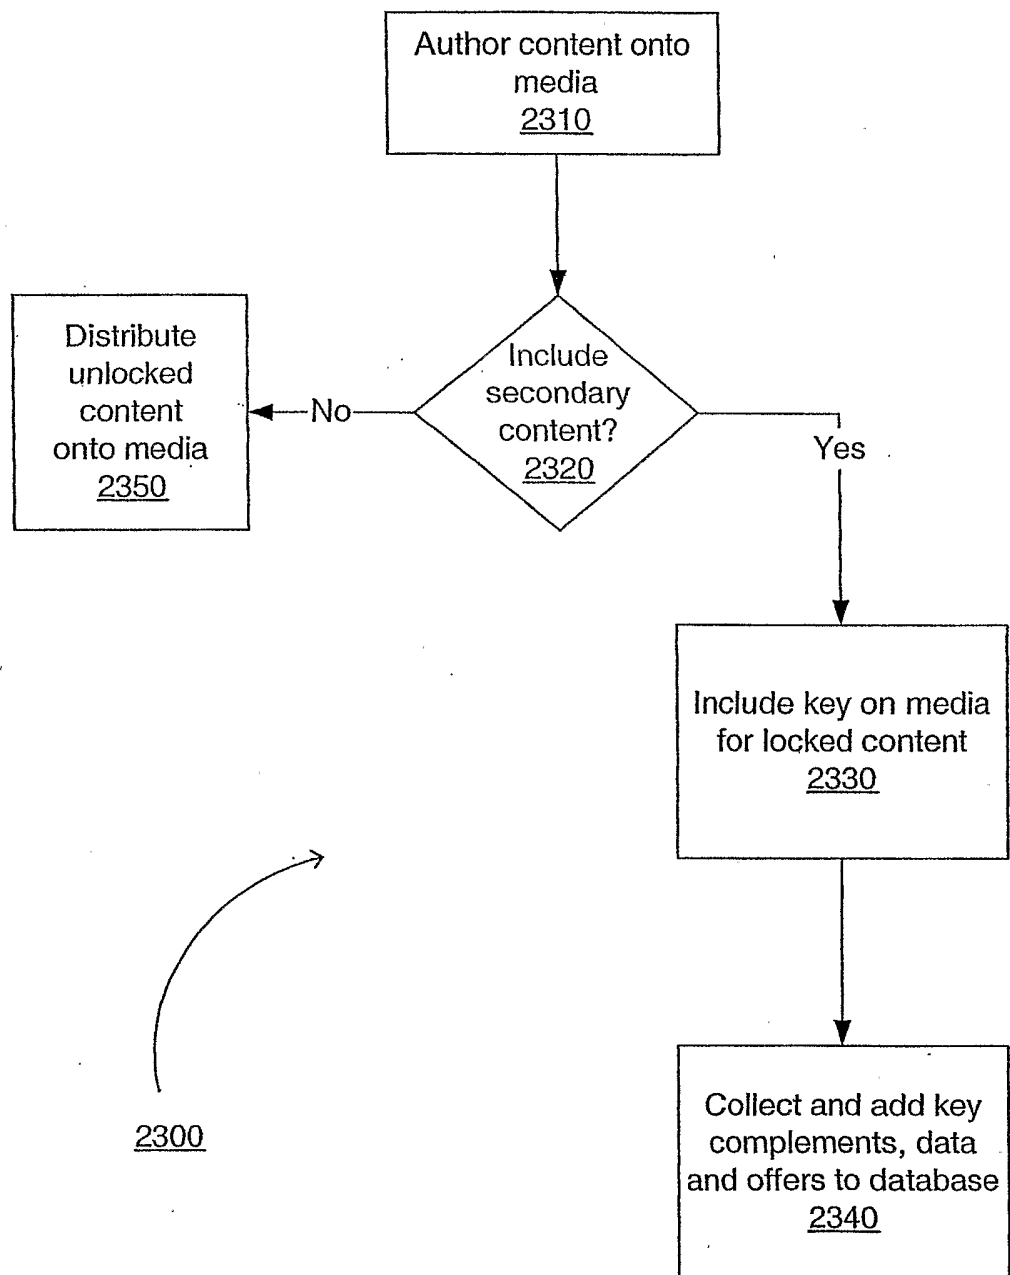 Author content onto
media
2310
Distribute
unlocked
content
onto media
2350
No
Include
secondary
content?
2320
Yes
Include key on media
for locked content
2330
2300
Collect and add key
complements, data
and offers to database
2340